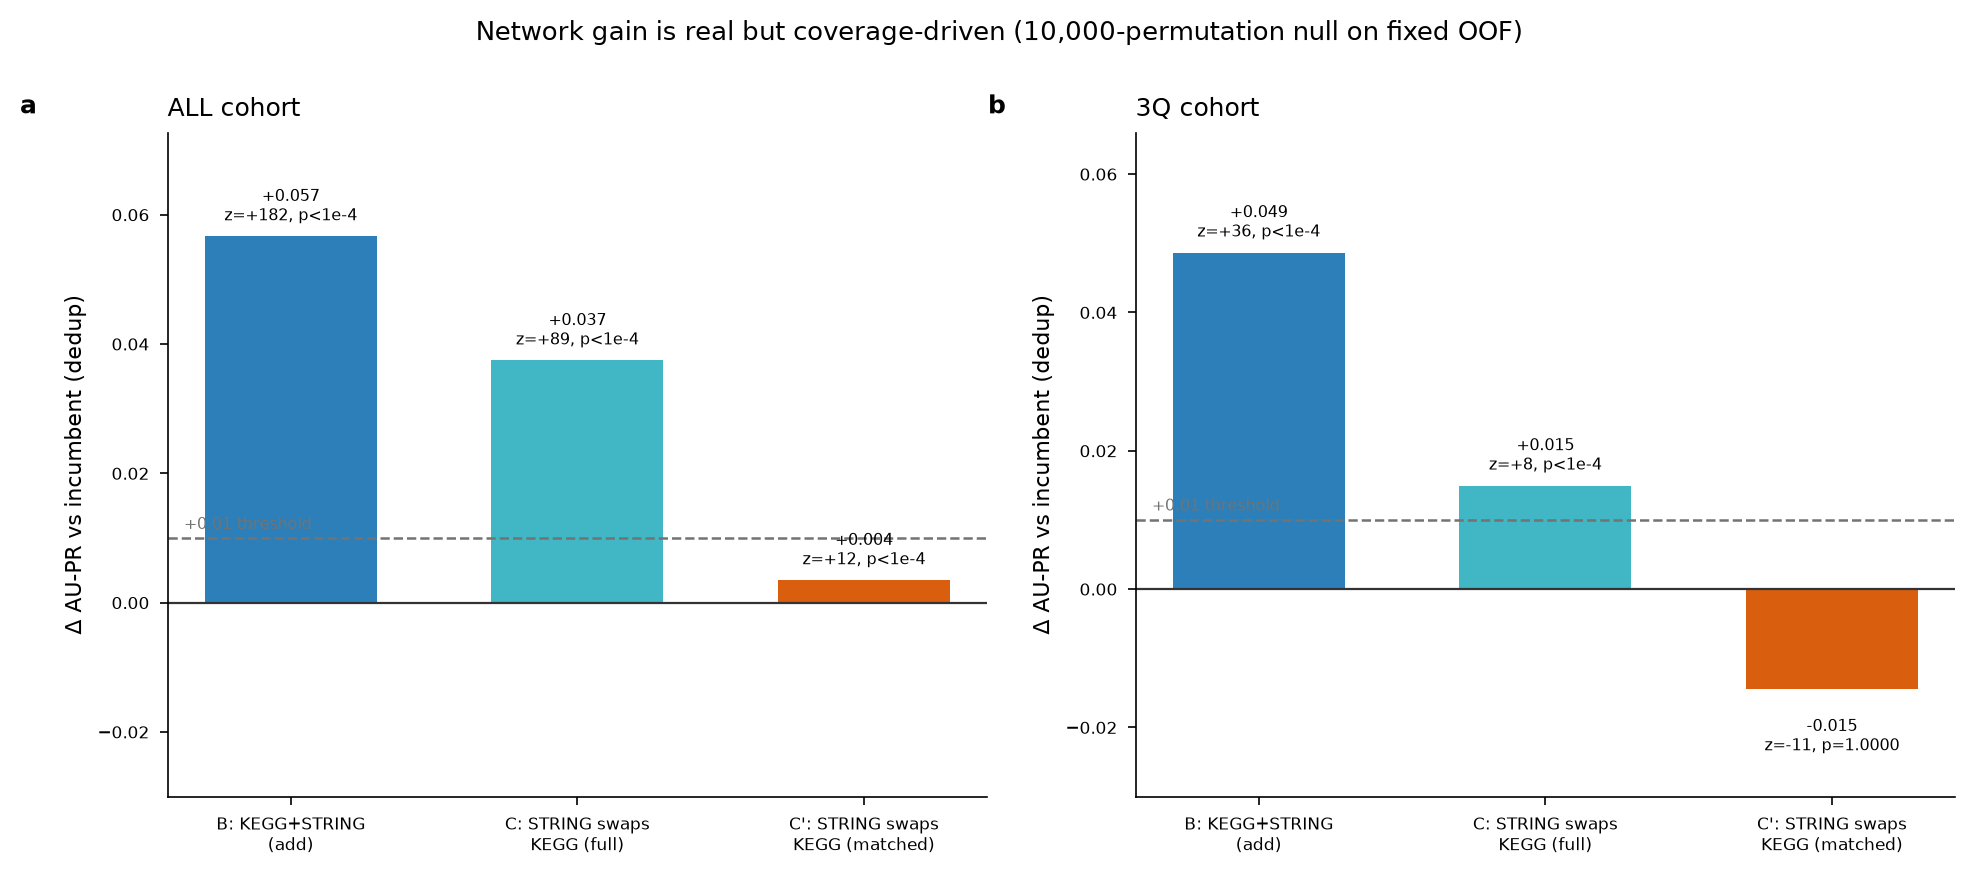 Network gain is real but coverage-driven (10,000-permutation null on fixed OOF)
a
ALL cohort
Δ AU-PR vs incumbent (dedup)
0.06
0.04
0.02
0.00
−0.02
+0.057
z=+182, p<1e-4
+0.037
z=+89, p<1e-4
+0.01 threshold
+0.004
z=+12, p<1e-4
B: KEGG+STRING
(add)
C: STRING swaps
KEGG (full)
C': STRING swaps
KEGG (matched)
b
3Q cohort
Δ AU-PR vs incumbent (dedup)
0.06
0.04
0.02
0.00
−0.02
+0.049
z=+36, p<1e-4
+0.015
z=+8, p<1e-4
+0.01 threshold
-0.015
z=-11, p=1.0000
B: KEGG+STRING
(add)
C: STRING swaps
KEGG (full)
C': STRING swaps
KEGG (matched)